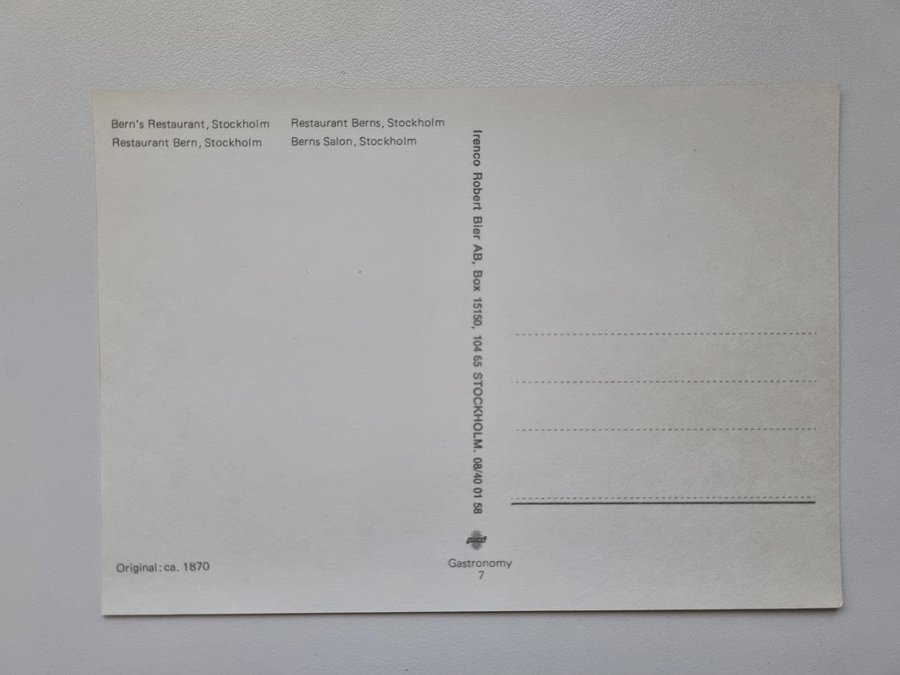 Bern's Restaurant, Stockholm
Restaurant Bern, Stockholm
Restaurant Berns, Stockholm
Berns Salon, Stockholm
Irenco Robert Bier AB, Box 15150, 104 65 STOCKHOLM. 08/40 01 58
Gastronomy
7
Original: ca. 1870